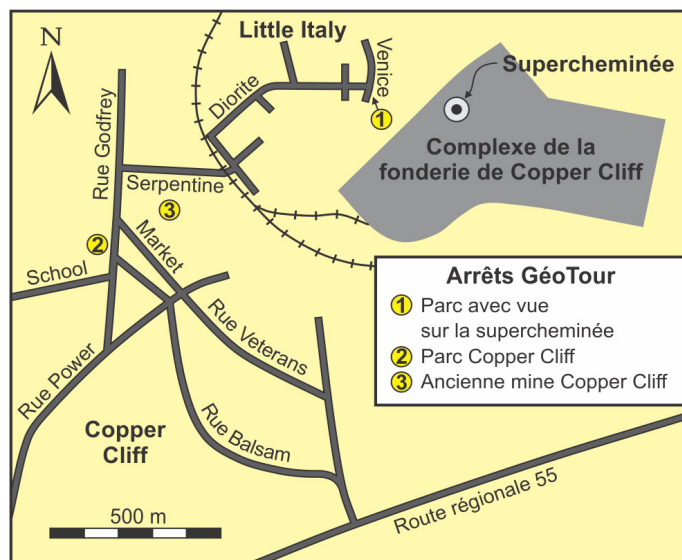 N
Little Italy
Venice
Supercheminée
Diorite
1
Complexe de la
fonderie de Copper Cliff
Rue Godfrey
Serpentine
3
2
Market
School
Rue Veterans
Rue Power
Rue Balsam
Copper
Cliff
500 m
Route régionale 55
Arrêts GéoTour
1 Parc avec vue
sur la supercheminée
2 Parc Copper Cliff
3 Ancienne mine Copper Cliff